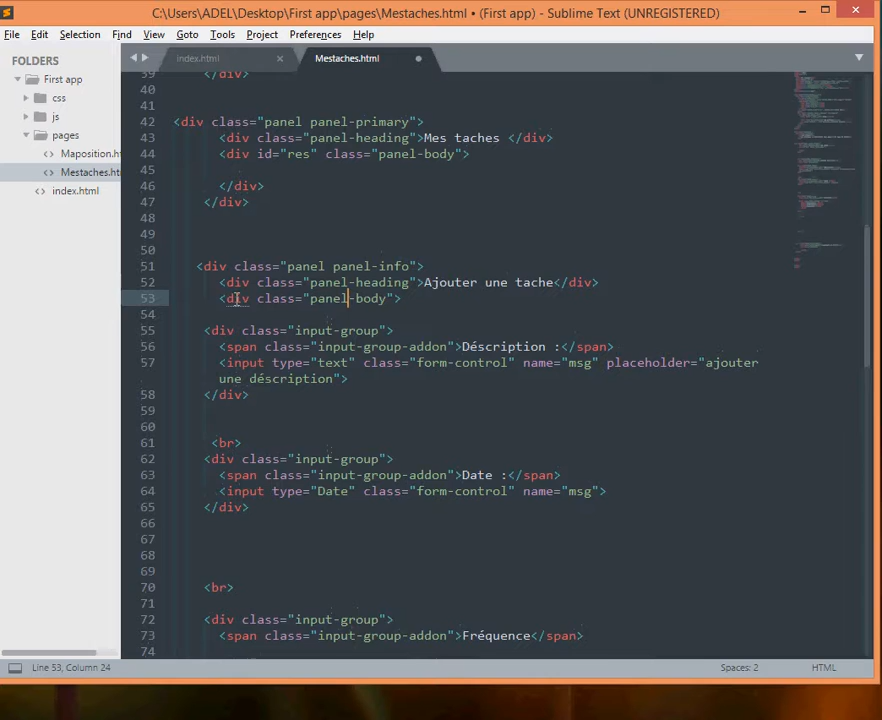 C:\Users\ADEL\Desktop\First app\pages\Mestaches.html • (First app) - Sublime Text (UNREGISTERED)
File Edit Selection Find View Goto Tools Project Preferences Help
FOLDERS
First app
css
js
pages
Maposition.ht
Mestaches.htm
index.html
index.html
Mestaches.html
39 </div>
40
41
42 <div class="panel panel-primary">
43 <div class="panel-heading">Mes taches </div>
44 <div id="res" class="panel-body">
45
46 </div>
47 </div>
48
49
50
51 <div class="panel panel-info">
52 <div class="panel-heading">Ajouter une tache</div>
53 <div class="panel-body">
54
55 <div class="input-group">
56 <span class="input-group-addon">Déscription :</span>
57 <input type="text" class="form-control" name="msg" placeholder="ajouter
une déscription">
58 </div>
59
60
61 <br>
62 <div class="input-group">
63 <span class="input-group-addon">Date :</span>
64 <input type="Date" class="form-control" name="msg">
65 </div>
66
67
68
69
70 <br>
71
72 <div class="input-group">
73 <span class="input-group-addon">Fréquence</span>
74
Line 53, Column 24
Spaces: 2
HTML